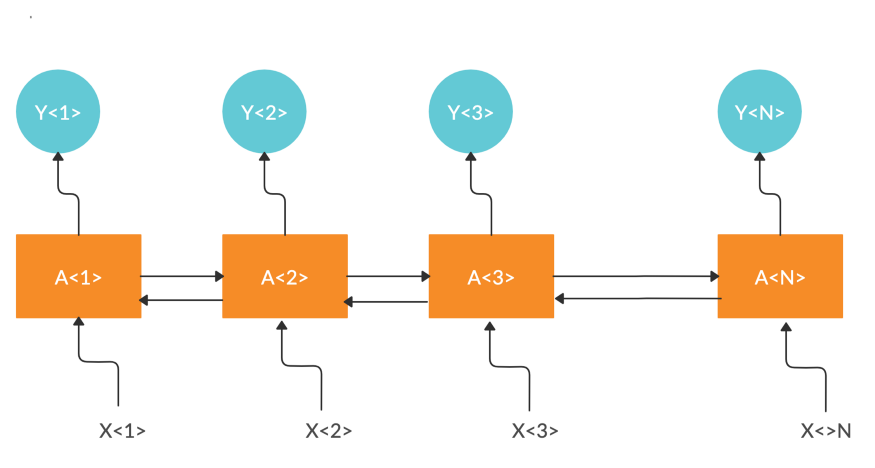 Y<1> Y<2> Y<3> Y<N>
A<1> A<2> A<3> A<N>
X<1> X<2> X<3> X<>N